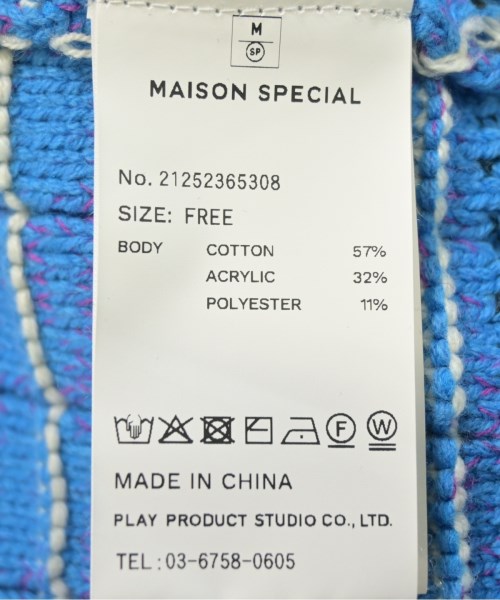 M
SP
MAISON SPECIAL
No. 21252365308
SIZE: FREE
BODY COTTON 57%
ACRYLIC 32%
POLYESTER 11%
F W
MADE IN CHINA
PLAY PRODUCT STUDIO CO., LTD.
TEL : 03-6758-0605